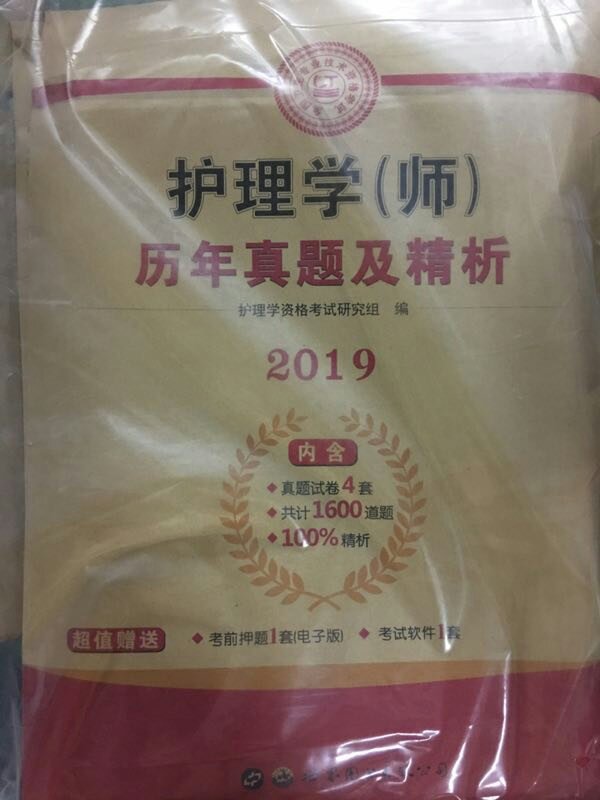 护理学(师)
历年真题及精析
护理学资格考试研究组 编
2019
内含
◆真题试卷4套
◆共计1600道题
◆100%精析
超值赠送 ◆考前押题1套(电子版) ◆考试软件1套